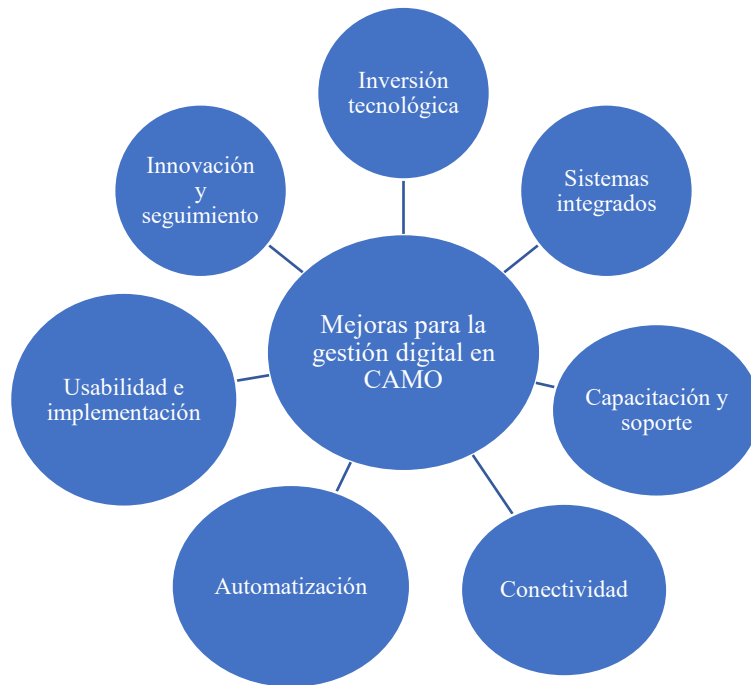 Inversión
tecnológica
Sistemas
integrados
Capacitación y
soporte
Conectividad
Automatización
Usabilidad e
implementación
Innovación
y
seguimiento
Mejoras para la
gestión digital en
CAMO